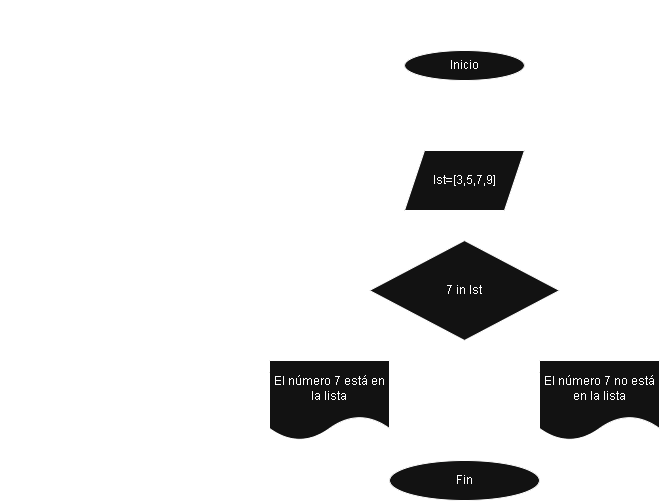 Inicio
lst=[3,5,7,9]
7 in lst
El número 7 está en
la lista
El número 7 no está
en la lista
Fin